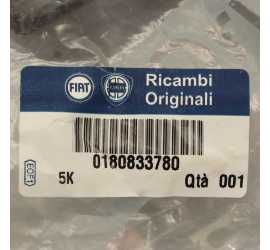 FIAT
Ricambi
Originali
0180833780
5K
Qtà 001